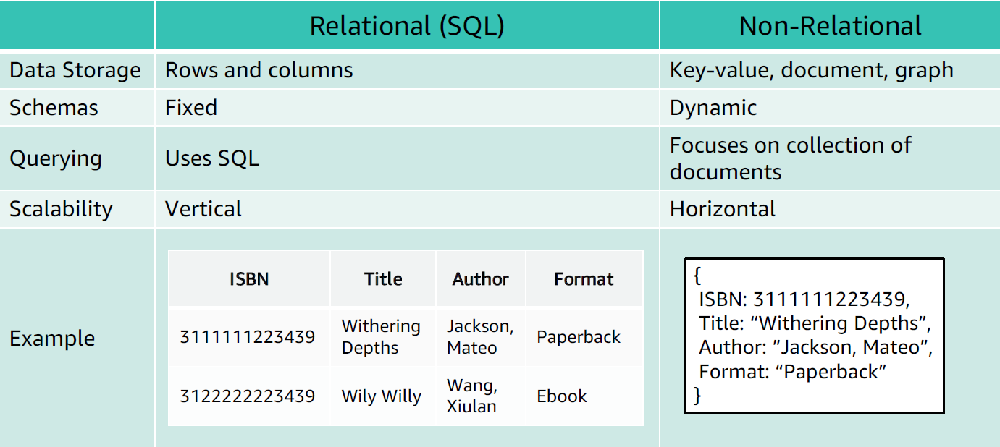 Relational (SQL) Non-Relational
Data Storage Rows and columns Key-value, document, graph
Schemas Fixed Dynamic
Querying Uses SQL Focuses on collection of
documents
Scalability Vertical Horizontal
Example
ISBN Title Author Format
3111111223439 Withering
Depths Jackson,
Mateo Paperback
3122222223439 Wily Willy Wang,
Xiulan Ebook
{
ISBN: 3111111223439,
Title: “Withering Depths”,
Author: ”Jackson, Mateo”,
Format: “Paperback”
}